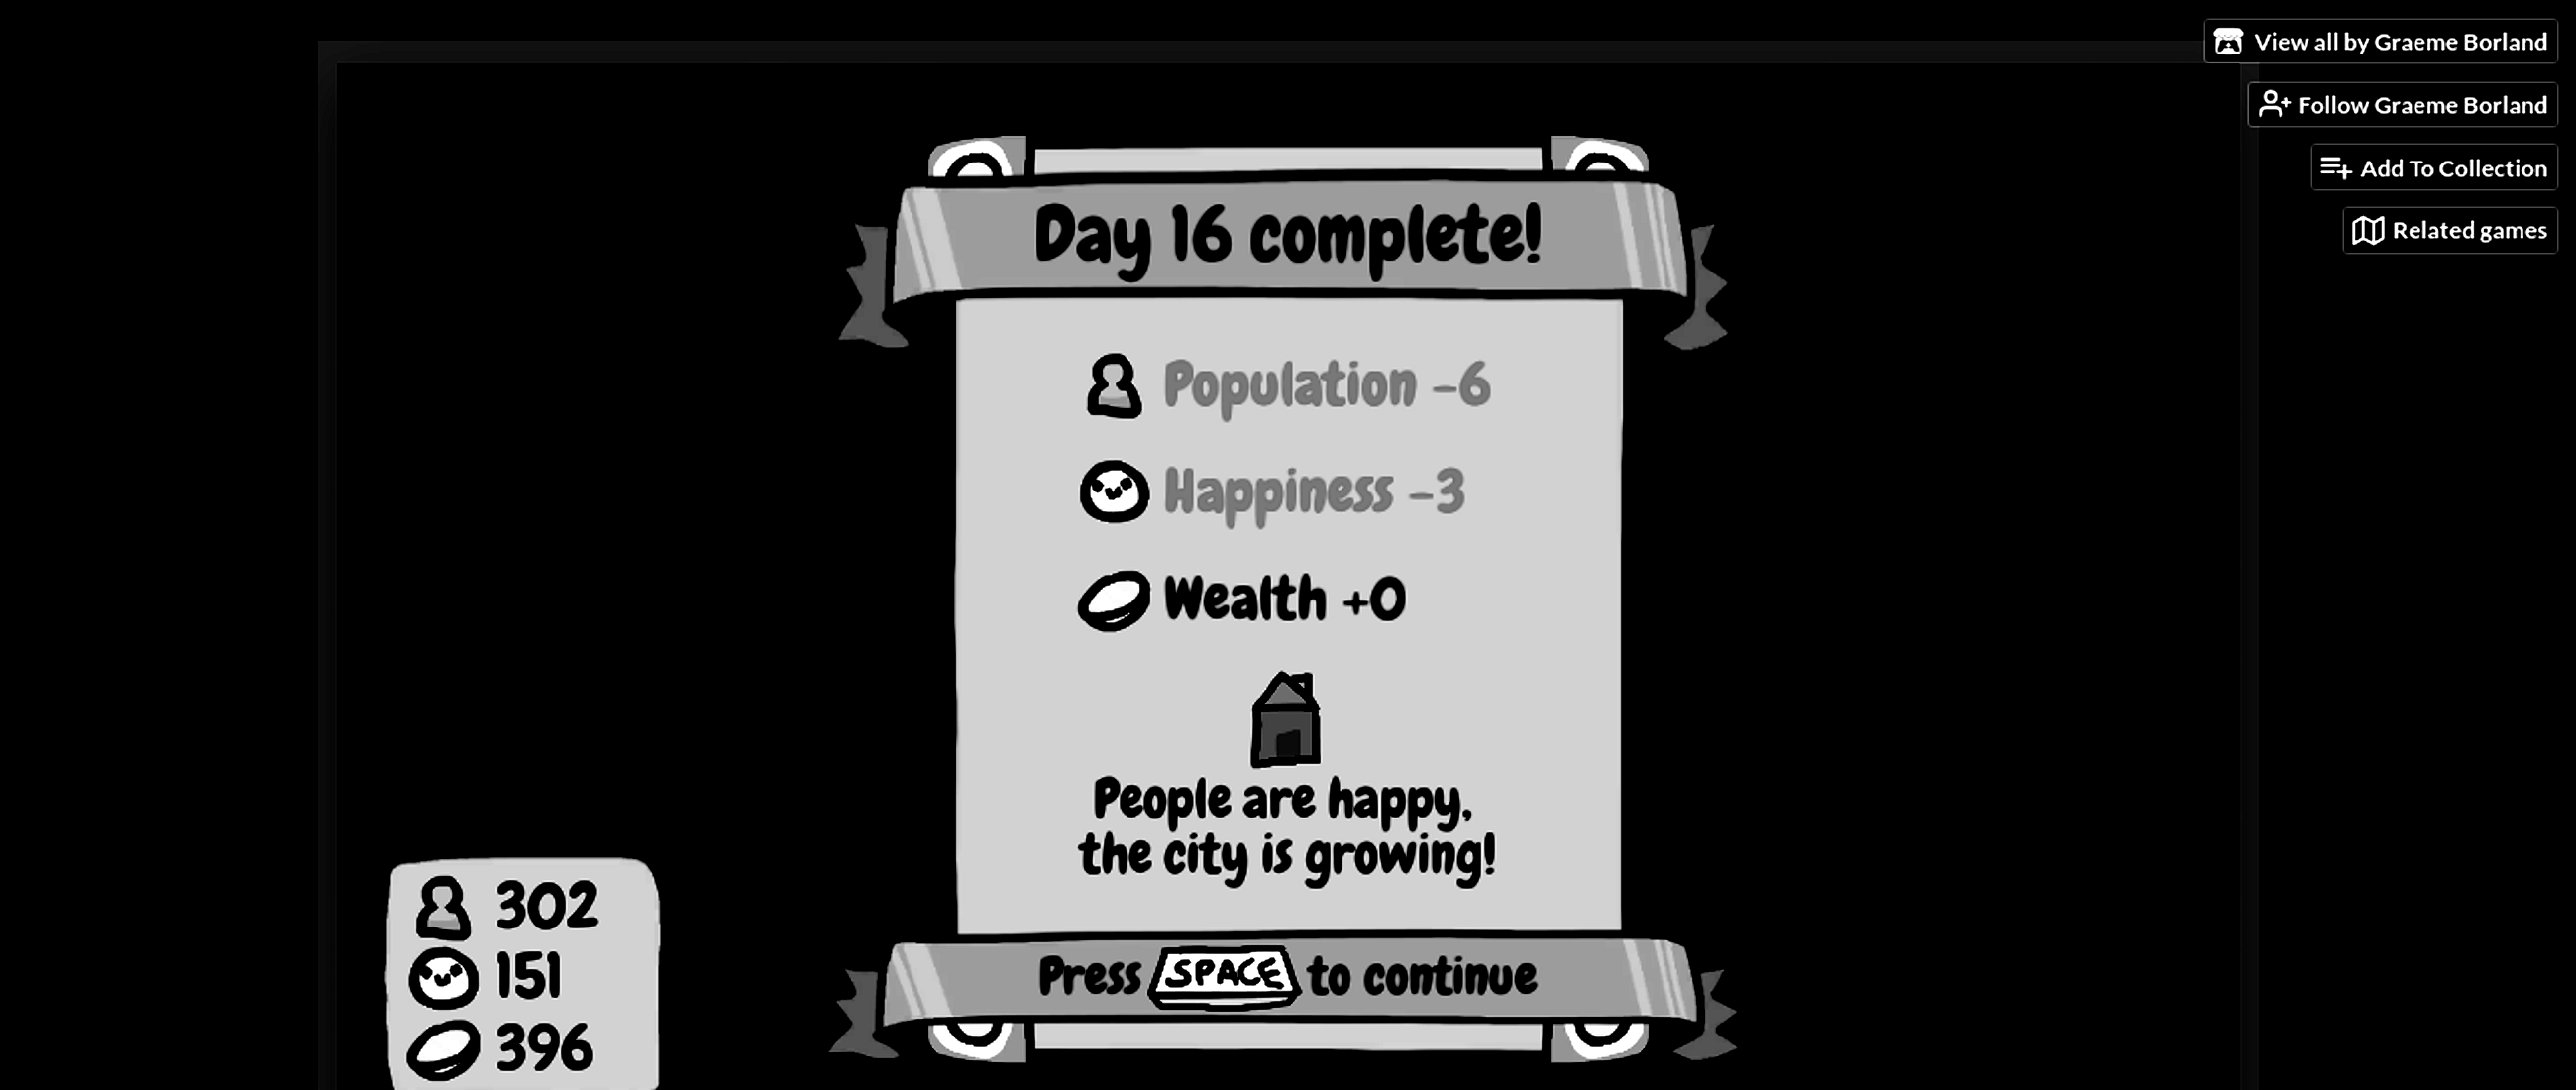 View all by Graeme Borland
Follow Graeme Borland
Add To Collection
Related games
Day 16 complete!
Population -6
Happiness -3
Wealth +0
People are happy,
the city is growing!
Press SPACE to continue
302
151
396